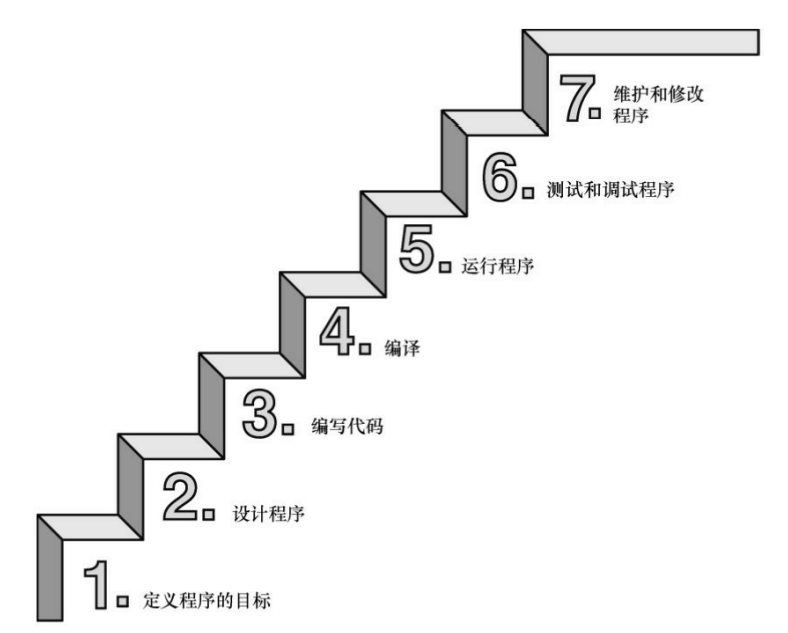 7. 维护和修改
程序
6. 测试和调试程序
5. 运行程序
4. 编译
3. 编写代码
2. 设计程序
1. 定义程序的目标